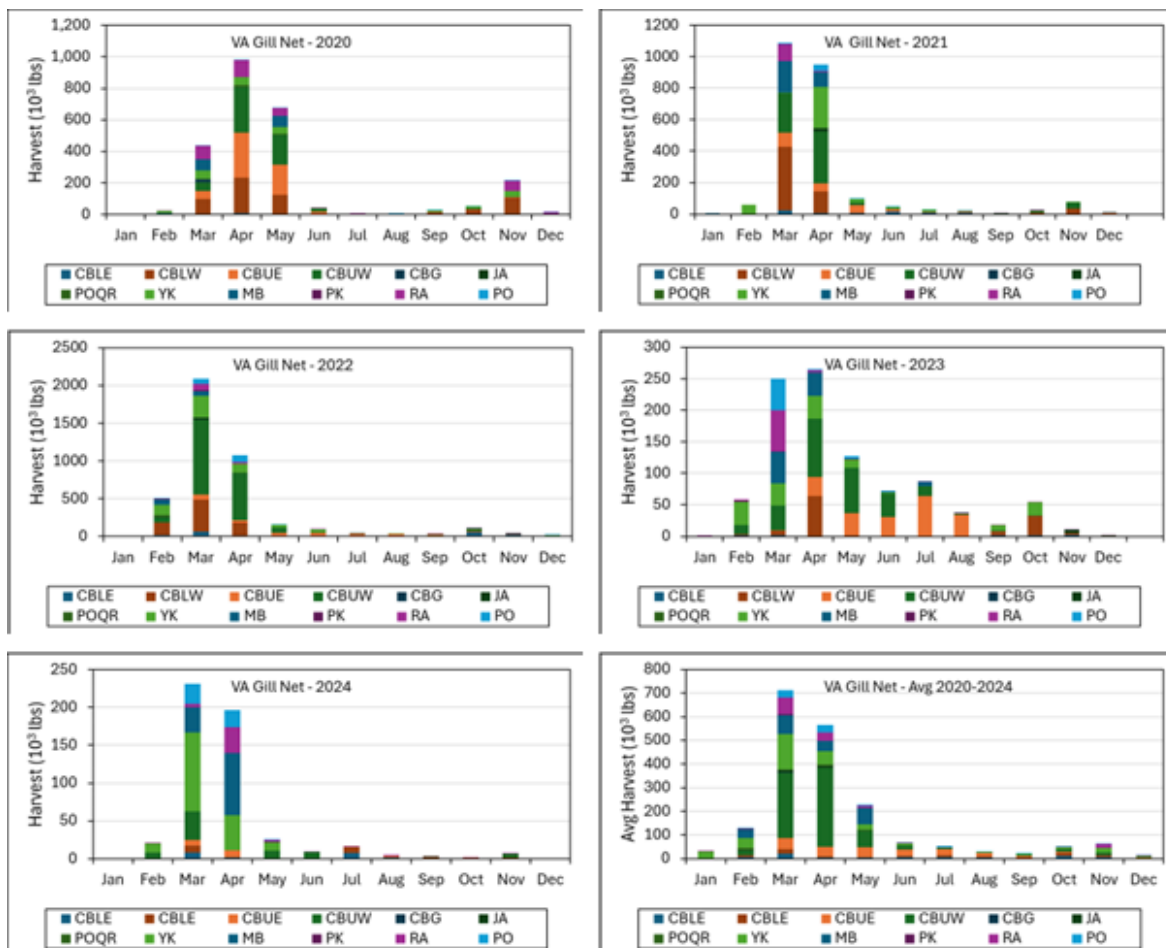 VA Gill Net - 2020
Harvest (10³ lbs)
1,200
1,000
800
600
400
200
0
Jan Feb Mar Apr May Jun Jul Aug Sep Oct Nov Dec
CBLE CBLW CBUE CBUW CBG JA
POQR YK MB PK RA PO
VA Gill Net - 2021
Harvest (10³ lbs)
1200
1000
800
600
400
200
0
Jan Feb Mar Apr May Jun Jul Aug Sep Oct Nov Dec
CBLE CBLW CBUE CBUW CBG JA
POQR YK MB PK RA PO
VA Gill Net - 2022
Harvest (10³ lbs)
2500
2000
1500
1000
500
0
Jan Feb Mar Apr May Jun Jul Aug Sep Oct Nov Dec
CBLE CBLW CBUE CBUW CBG JA
POQR YK MB PK RA PO
VA Gill Net - 2023
Harvest (10³ lbs)
300
250
200
150
100
50
0
Jan Feb Mar Apr May Jun Jul Aug Sep Oct Nov Dec
CBLE CBLW CBUE CBUW CBG JA
POQR YK MB PK RA PO
VA Gill Net - 2024
Harvest (10³ lbs)
250
200
150
100
50
0
Jan Feb Mar Apr May Jun Jul Aug Sep Oct Nov Dec
CBLE CBLE CBUE CBUW CBG JA
POQR YK MB PK RA PO
VA Gill Net - Avg 2020-2024
Avg Harvest (10³ lbs)
800
700
600
500
400
300
200
100
0
Jan Feb Mar Apr May Jun Jul Aug Sep Oct Nov Dec
CBLE CBLE CBUE CBUW CBG JA
POQR YK MB PK RA PO